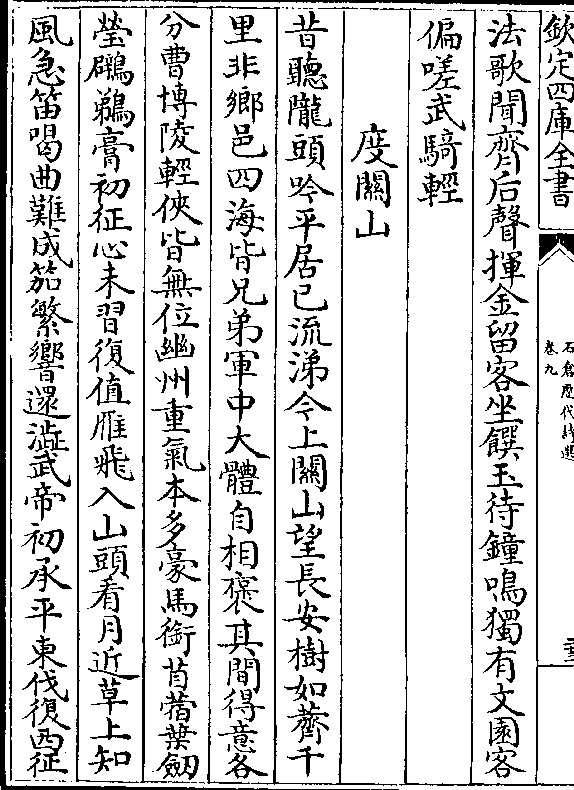 欽定四庫全書
石倉歷代詩選
卷九
三
法歌聞齊后聲揮金留客坐饌玉待鐘鳴獨有文園客
偏嗟武騎輕
度關山
昔聽隴頭吟平居已流涕今上關山望長安樹如薺千
里非鄉邑四海皆兄弟軍中大體自相褒其間得意各
分曹博陵輕俠皆無位幽州重氣本多豪馬銜苜蓿葉劒
瑩鸊鵜膏初征心未習復值雁飛入山頭看月近草上知
風急笛喝曲難成笳繁響還澁武帝初承平東伐復西征